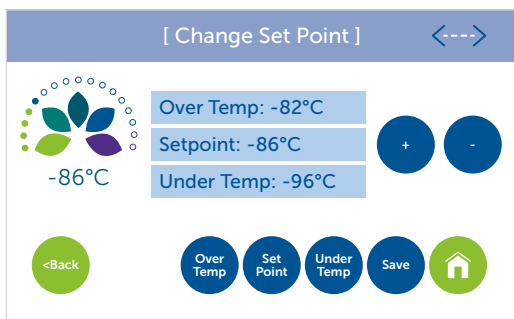 [ Change Set Point ]
<---->
Over Temp: -82°C
Setpoint: -86°C
Under Temp: -96°C
+
-
-86°C
<Back
Over
Temp
Set
Point
Under
Temp
Save